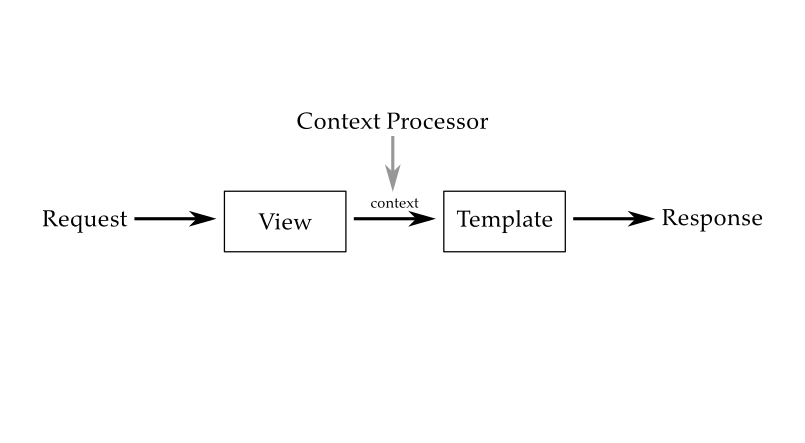 Context Processor
context
Request
View
Template
Response